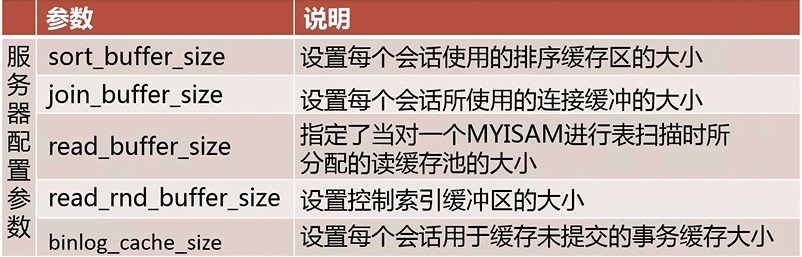 参数 说明
服务器配置参数
sort_buffer_size 设置每个会话使用的排序缓存区的大小
join_buffer_size 设置每个会话所使用的连接缓冲的大小
read_buffer_size 指定了当对一个MYISAM进行表扫描时所
分配的读缓存池的大小
read_rnd_buffer_size 设置控制索引缓冲区的大小
binlog_cache_size 设置每个会话用于缓存未提交的事务缓存大小